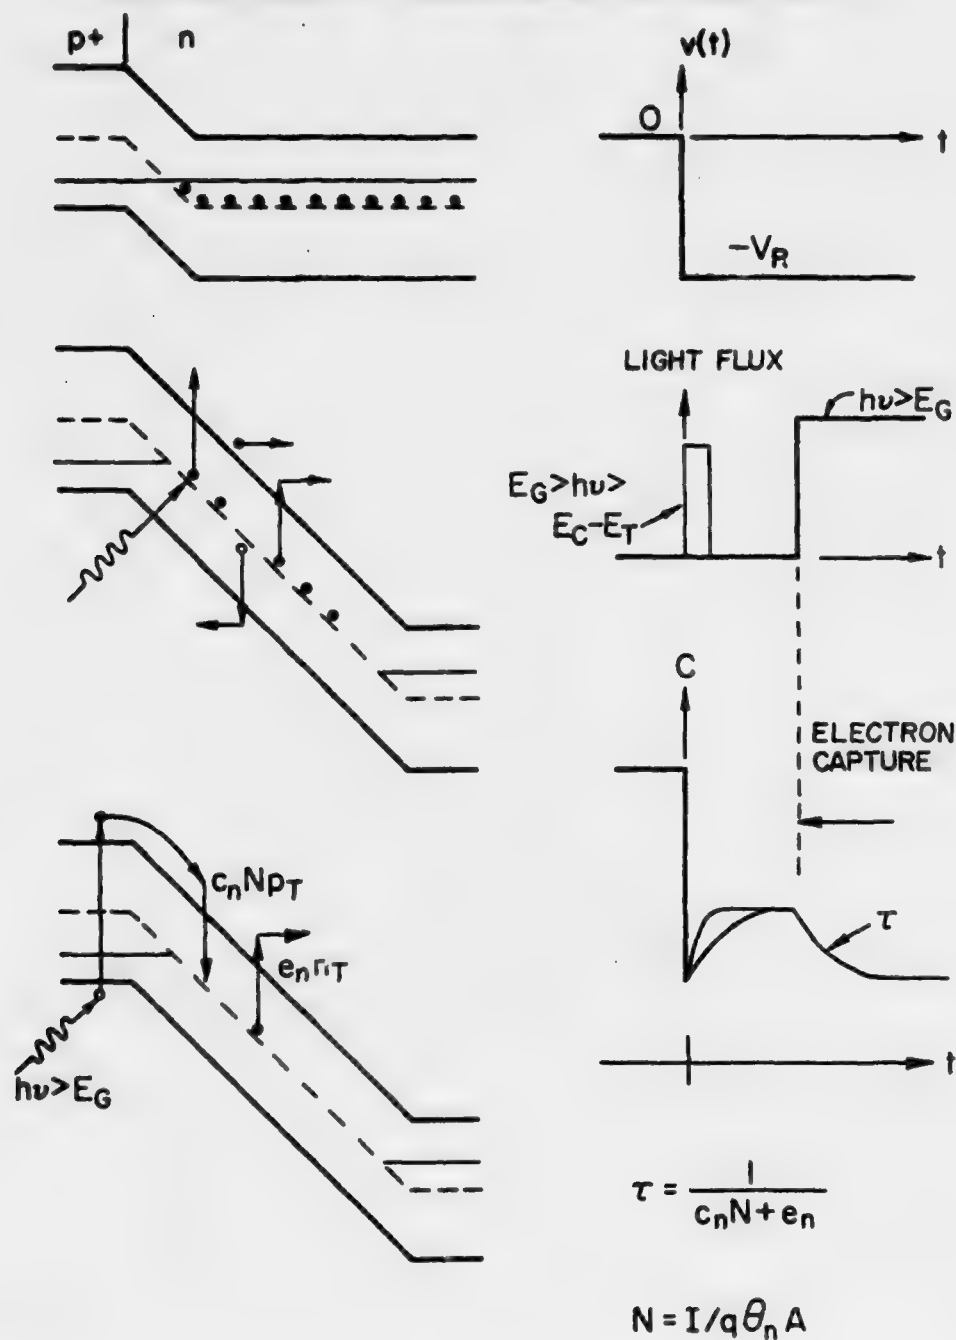 p+ n
v(t)
O
t
-V_R
LIGHT FLUX
hυ>E_G
E_G>hυ>
E_C-E_T
t
C
ELECTRON
CAPTURE
c_nNp_T
τ
e_nn_T
hυ>E_G
t
τ = 1/(c_nN+e_n)
N = I/qθ_nA